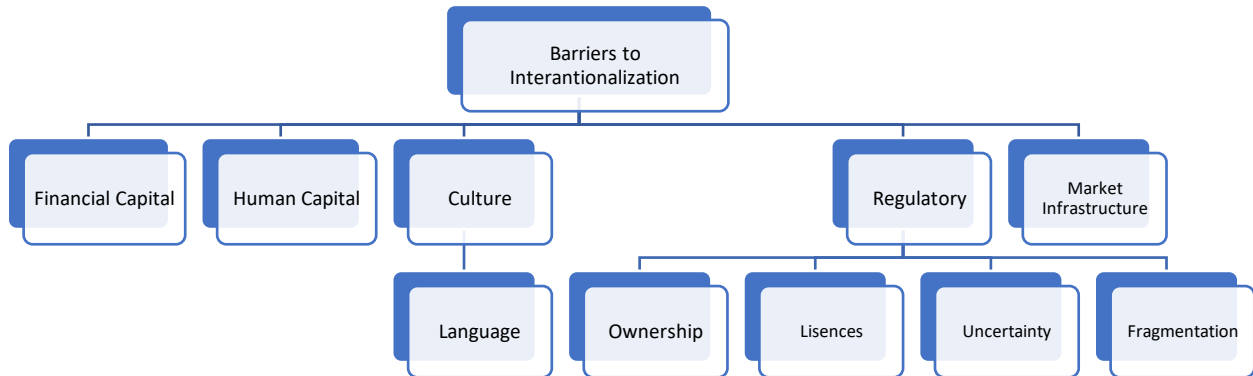 Barriers to
Interantionalization
Financial Capital
Human Capital
Culture
Regulatory
Market
Infrastructure
Language
Ownership
Lisences
Uncertainty
Fragmentation